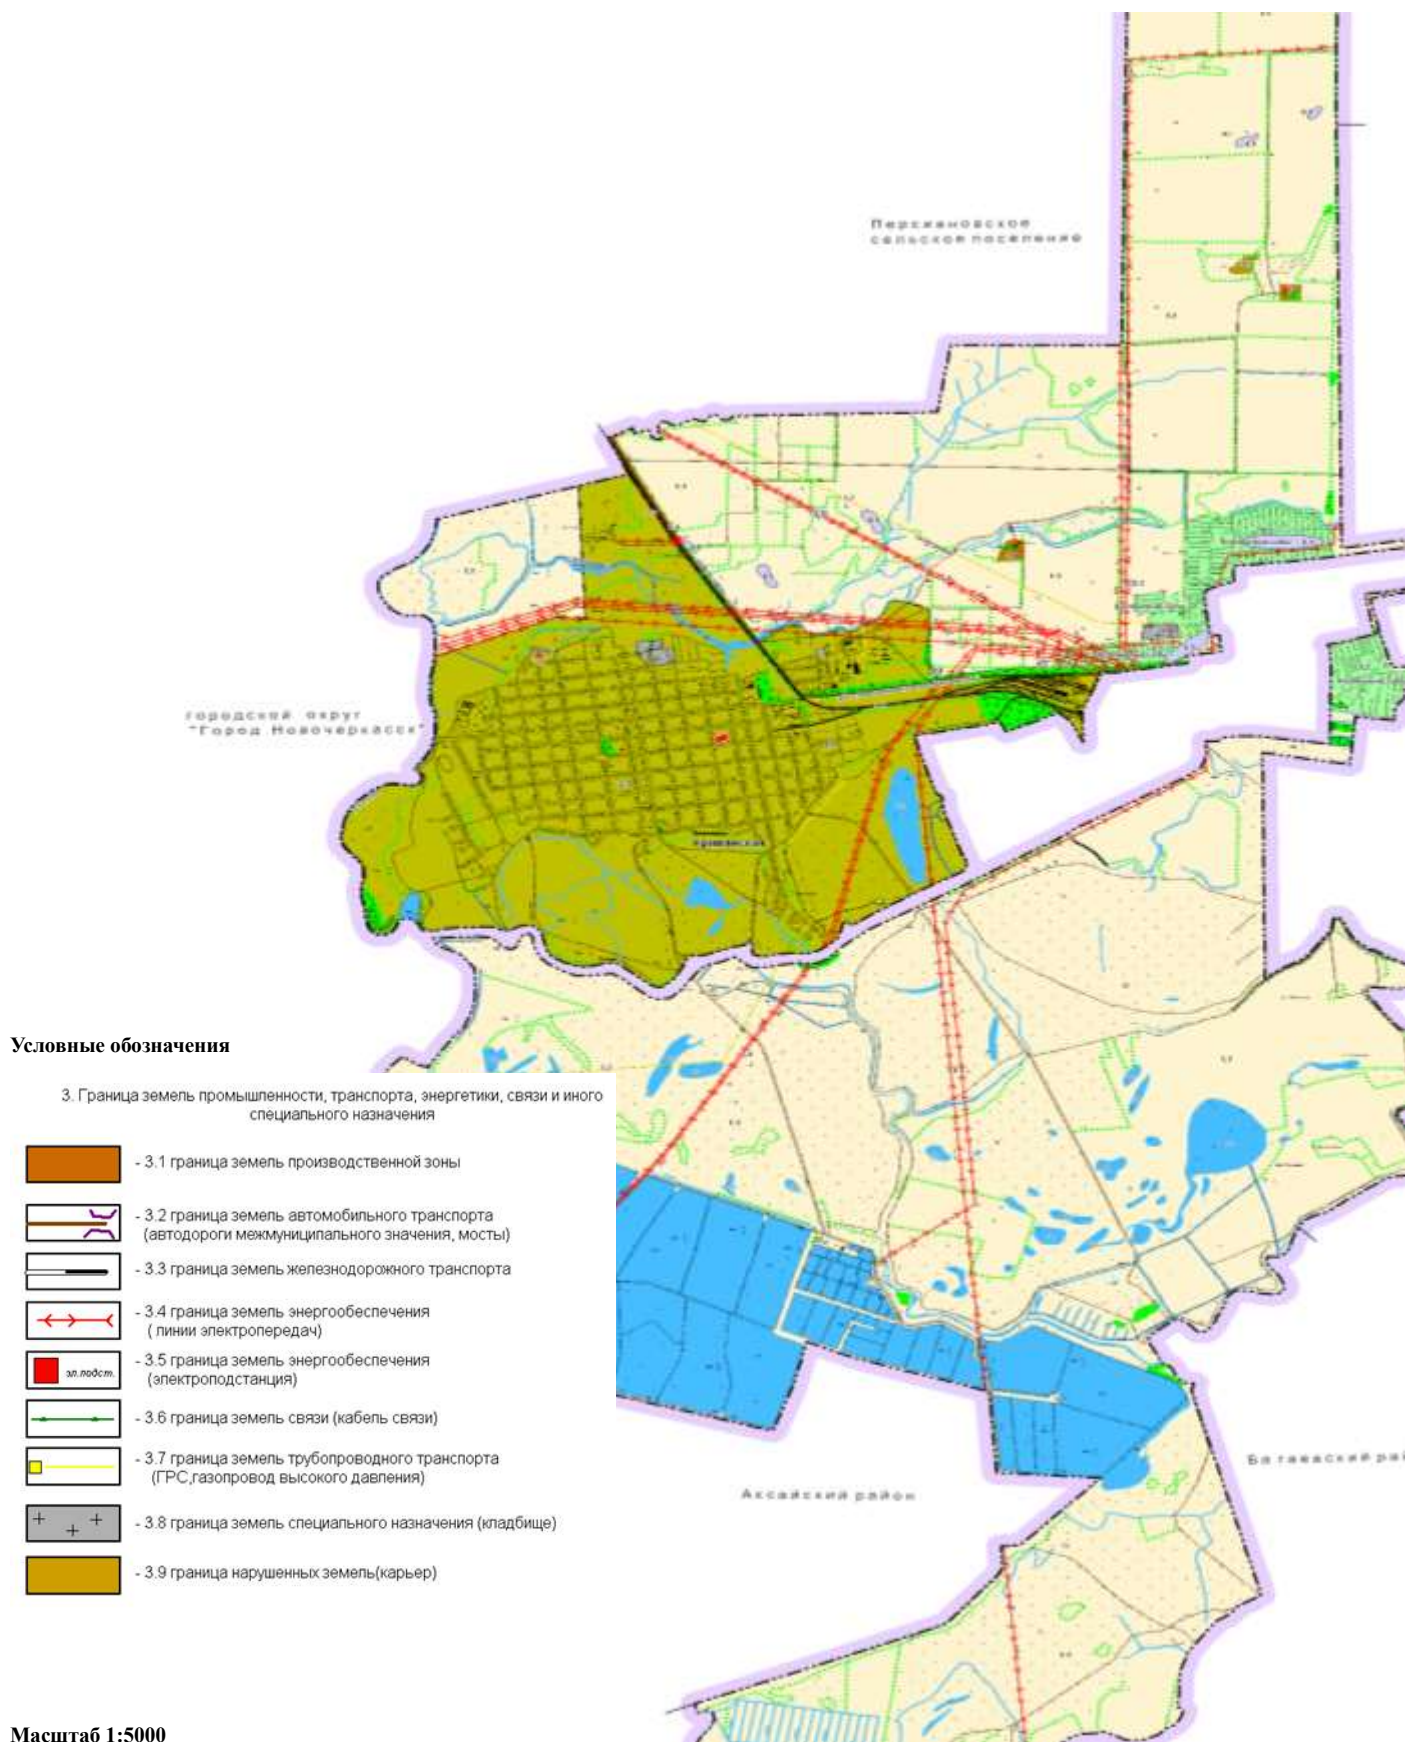 Персиановское
сельское поселение
городской округ
"Город Новочеркасск"
Условные обозначения
3. Граница земель промышленности, транспорта, энергетики, связи и иного
специального назначения
- 3.1 граница земель производственной зоны
- 3.2 граница земель автомобильного транспорта
(автодороги межмуниципального значения, мосты)
- 3.3 граница земель железнодорожного транспорта
- 3.4 граница земель энергообеспечения
( линии электропередач)
эл.подст.
- 3.5 граница земель энергообеспечения
(электроподстанция)
- 3.6 граница земель связи (кабель связи)
- 3.7 граница земель трубопроводного транспорта
(ГРС,газопровод высокого давления)
- 3.8 граница земель специального назначения (кладбище)
- 3.9 граница нарушенных земель(карьер)
Аксайский район
Багаевский рай
Масштаб 1:5000